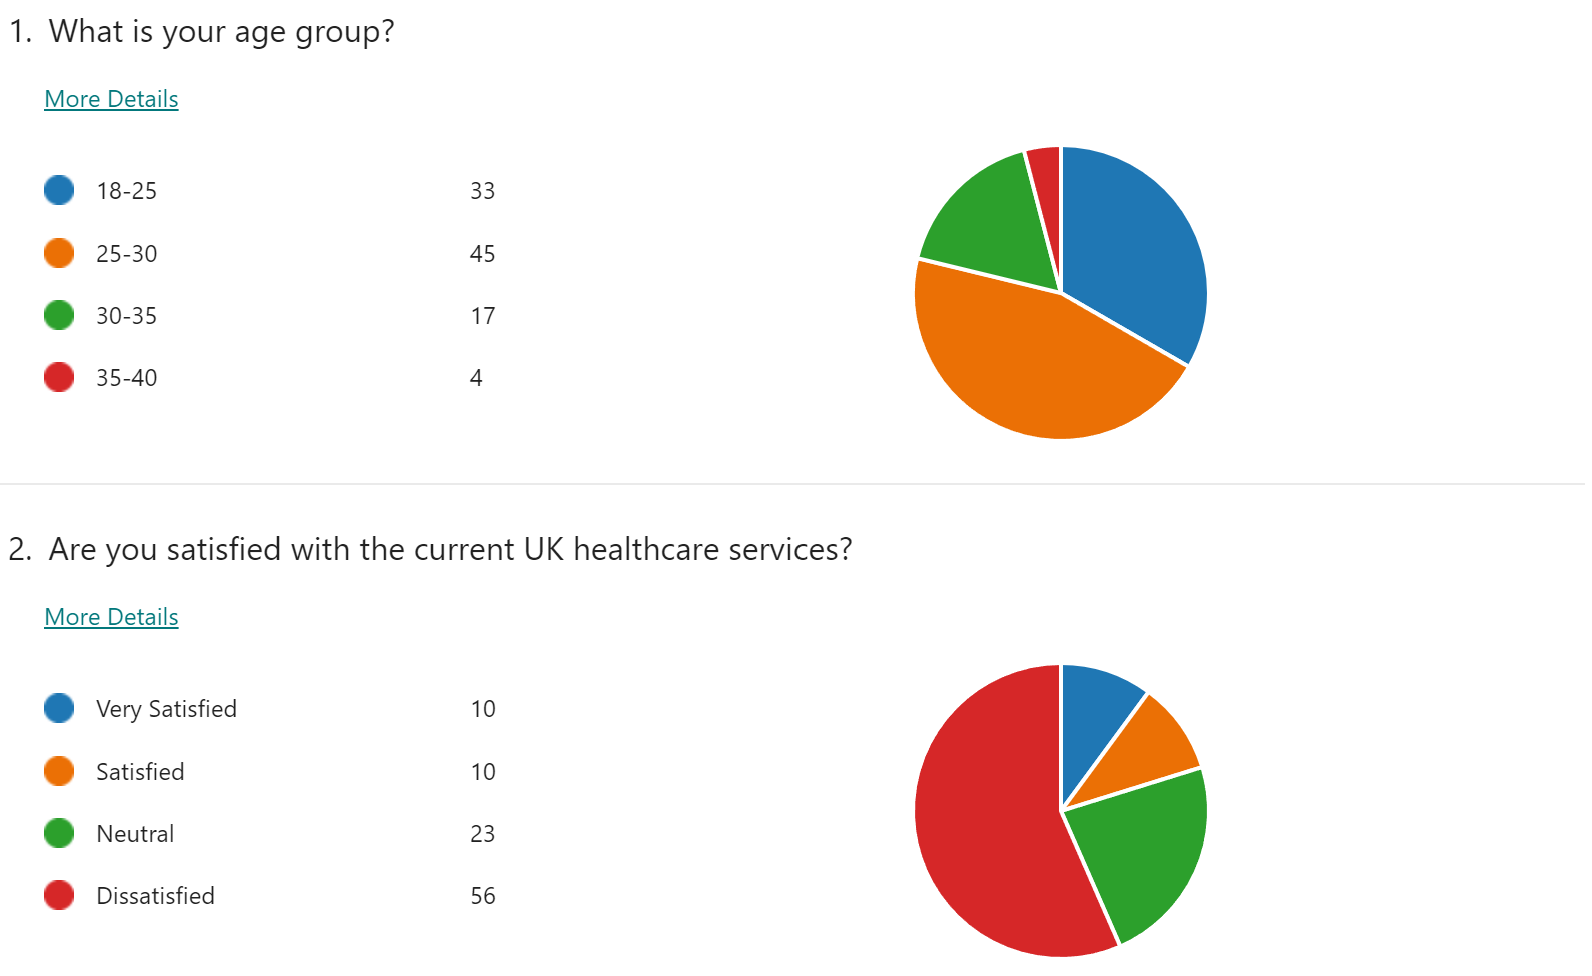 1. What is your age group?
More Details
18-25 33
25-30 45
30-35 17
35-40 4
2. Are you satisfied with the current UK healthcare services?
More Details
Very Satisfied 10
Satisfied 10
Neutral 23
Dissatisfied 56